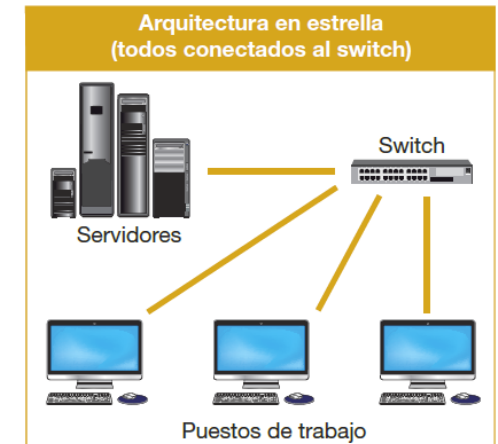 Arquitectura en estrella
(todos conectados al switch)
Switch
Servidores
Puestos de trabajo